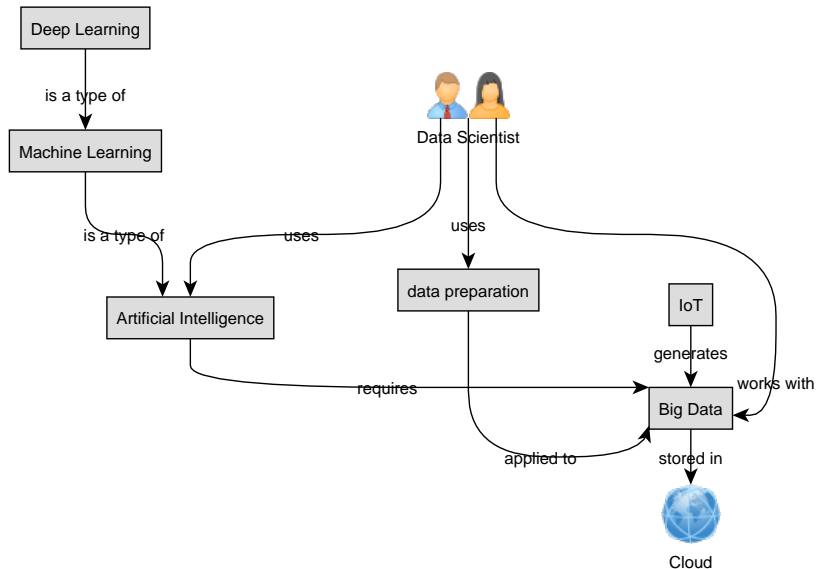 Deep Learning
is a type of
Machine Learning
Data Scientist
is a type of
uses
uses
data preparation
Artificial Intelligence
IoT
generates
requires
works with
Big Data
applied to
stored in
Cloud